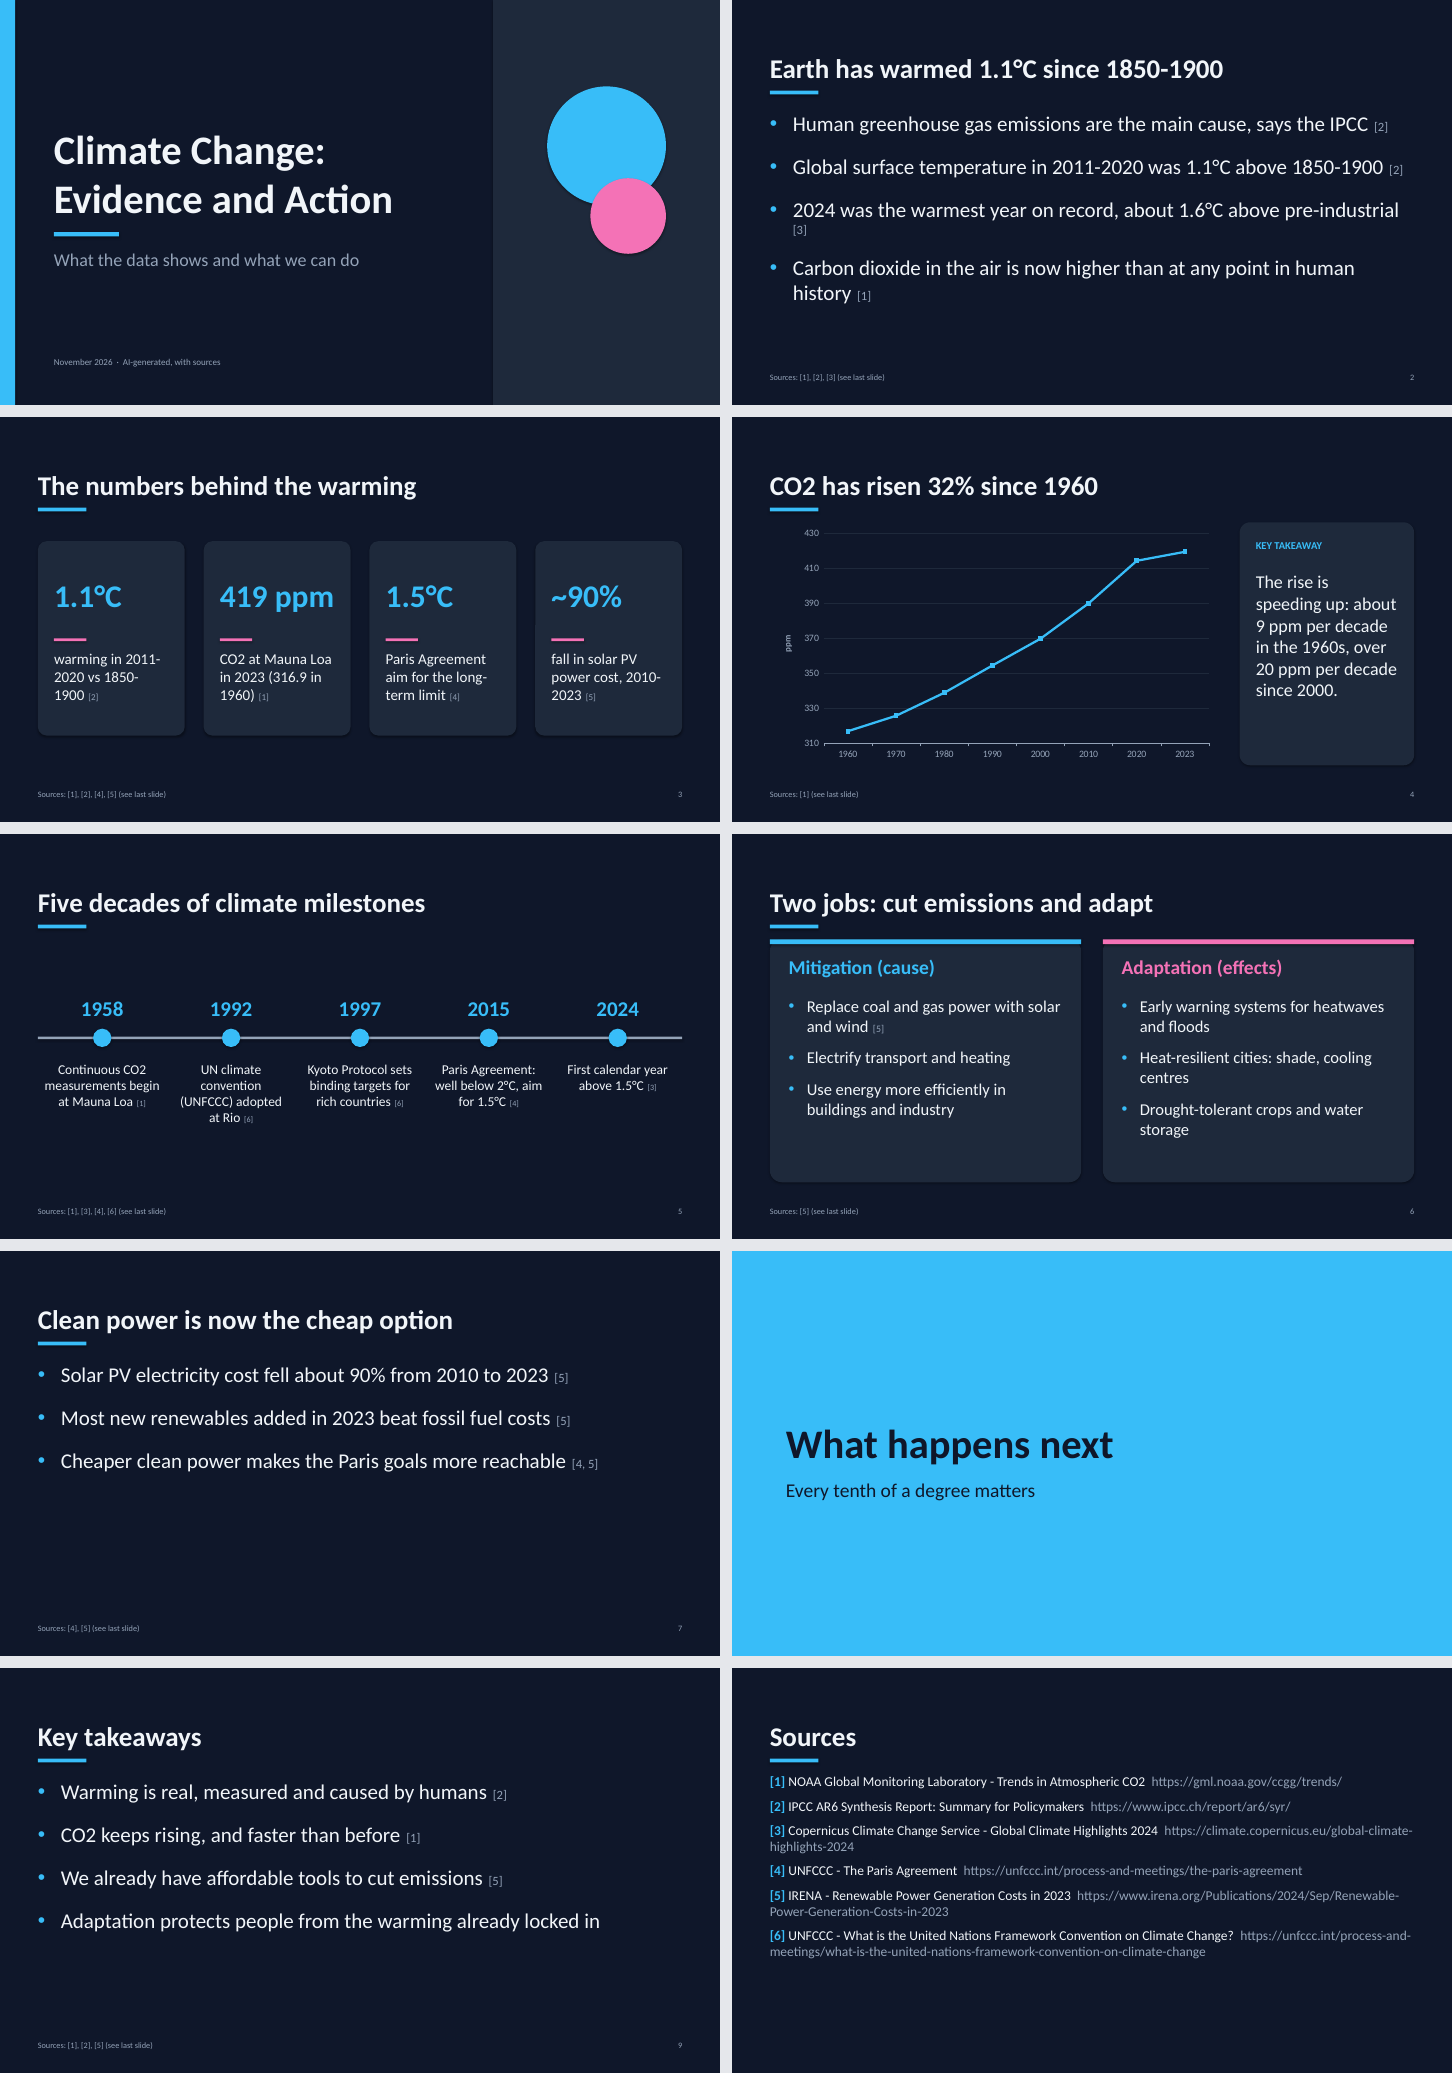 Climate Change:
Evidence and Action
What the data shows and what we can do
November 2026 · AI-generated, with sources
Earth has warmed 1.1°C since 1850-1900
• Human greenhouse gas emissions are the main cause, says the IPCC [2]
• Global surface temperature in 2011-2020 was 1.1°C above 1850-1900 [2]
• 2024 was the warmest year on record, about 1.6°C above pre-industrial
[3]
• Carbon dioxide in the air is now higher than at any point in human
history [1]
Sources: [1], [2], [3] (see last slide)
2
The numbers behind the warming
1.1°C
warming in 2011-
2020 vs 1850-
1900 [2]
419 ppm
CO2 at Mauna Loa
in 2023 (316.9 in
1960) [1]
1.5°C
Paris Agreement
aim for the long-
term limit [4]
~90%
fall in solar PV
power cost, 2010-
2023 [5]
Sources: [1], [2], [4], [5] (see last slide)
3
CO2 has risen 32% since 1960
430
410
390
370
350
330
310
ppm
1960 1970 1980 1990 2000 2010 2020 2023
KEY TAKEAWAY
The rise is
speeding up: about
9 ppm per decade
in the 1960s, over
20 ppm per decade
since 2000.
Sources: [1] (see last slide)
4
Five decades of climate milestones
1958
Continuous CO2
measurements begin
at Mauna Loa [1]
1992
UN climate
convention
(UNFCCC) adopted
at Rio [6]
1997
Kyoto Protocol sets
binding targets for
rich countries [6]
2015
Paris Agreement:
well below 2°C, aim
for 1.5°C [4]
2024
First calendar year
above 1.5°C [3]
Sources: [1], [3], [4], [6] (see last slide)
5
Two jobs: cut emissions and adapt
Mitigation (cause)
• Replace coal and gas power with solar
and wind [5]
• Electrify transport and heating
• Use energy more efficiently in
buildings and industry
Adaptation (effects)
• Early warning systems for heatwaves
and floods
• Heat-resilient cities: shade, cooling
centres
• Drought-tolerant crops and water
storage
Sources: [5] (see last slide)
6
Clean power is now the cheap option
• Solar PV electricity cost fell about 90% from 2010 to 2023 [5]
• Most new renewables added in 2023 beat fossil fuel costs [5]
• Cheaper clean power makes the Paris goals more reachable [4, 5]
Sources: [4], [5] (see last slide)
7
What happens next
Every tenth of a degree matters
Key takeaways
• Warming is real, measured and caused by humans [2]
• CO2 keeps rising, and faster than before [1]
• We already have affordable tools to cut emissions [5]
• Adaptation protects people from the warming already locked in
Sources: [1], [2], [5] (see last slide)
9
Sources
[1] NOAA Global Monitoring Laboratory - Trends in Atmospheric CO2 https://gml.noaa.gov/ccgg/trends/
[2] IPCC AR6 Synthesis Report: Summary for Policymakers https://www.ipcc.ch/report/ar6/syr/
[3] Copernicus Climate Change Service - Global Climate Highlights 2024 https://climate.copernicus.eu/global-climate-
highlights-2024
[4] UNFCCC - The Paris Agreement https://unfccc.int/process-and-meetings/the-paris-agreement
[5] IRENA - Renewable Power Generation Costs in 2023 https://www.irena.org/Publications/2024/Sep/Renewable-
Power-Generation-Costs-in-2023
[6] UNFCCC - What is the United Nations Framework Convention on Climate Change? https://unfccc.int/process-and-
meetings/what-is-the-united-nations-framework-convention-on-climate-change